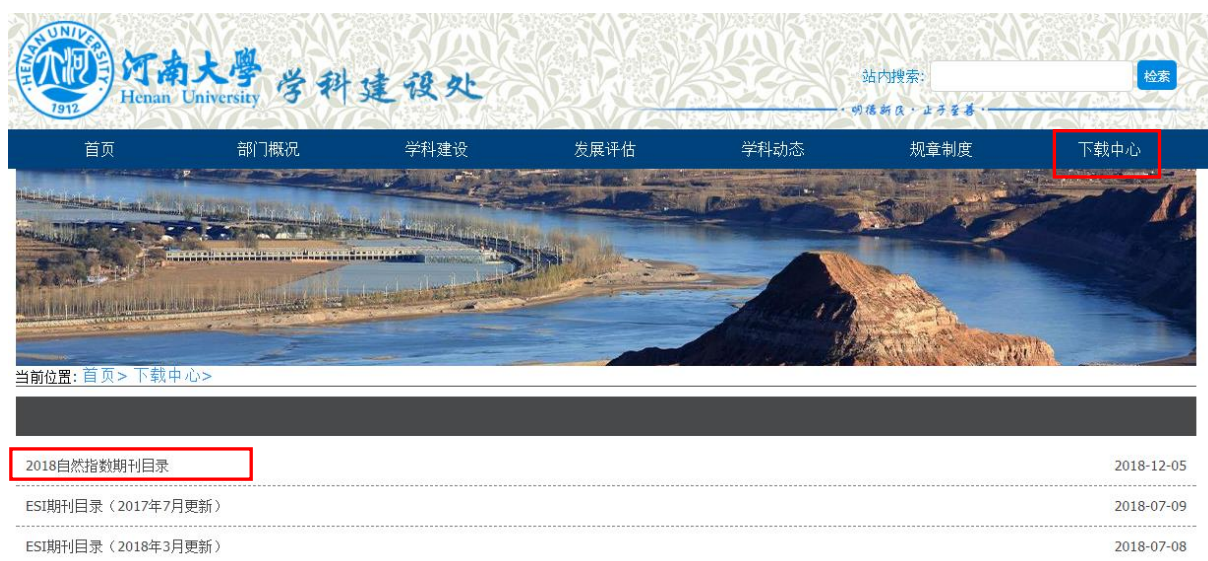 HENAN UNIVERSITY
1912
河南大學
Henan University
学科建设处
站内搜索:
检索
·明德新民·止于至善·
首页 部门概况 学科建设 发展评估 学科动态 规章制度 下载中心
当前位置: 首页> 下载中心>
2018自然指数期刊目录 2018-12-05
ESI期刊目录（2017年7月更新） 2018-07-09
ESI期刊目录（2018年3月更新） 2018-07-08